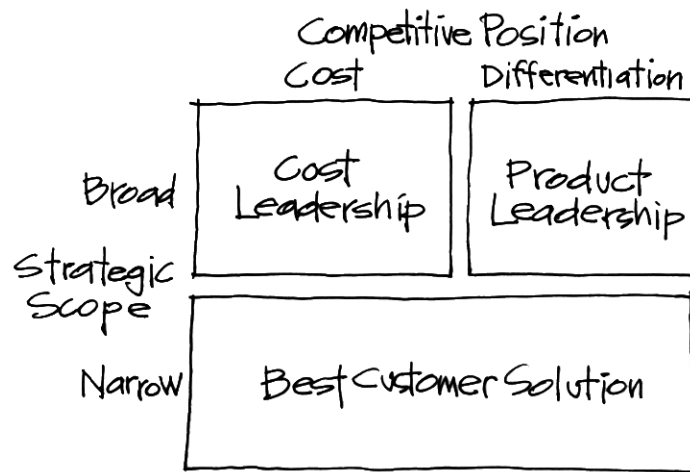 Competitive Position
Cost Differentiation
Broad
Cost
Leadership
Product
Leadership
Strategic
Scope
Narrow
Best Customer Solution